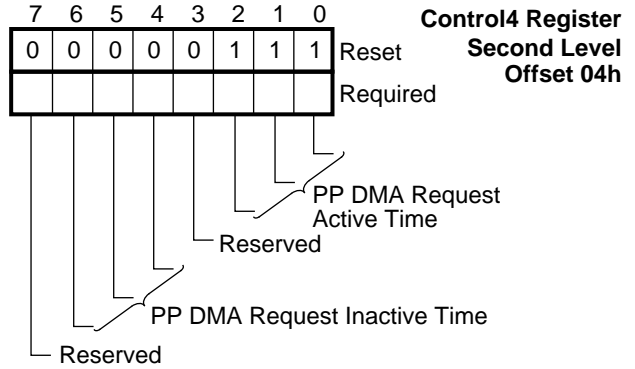 7 6 5 4 3 2 1 0
Control4 Register
Second Level
Offset 04h
0 0 0 0 0 1 1 1 Reset
Required
PP DMA Request
Active Time
Reserved
PP DMA Request Inactive Time
Reserved